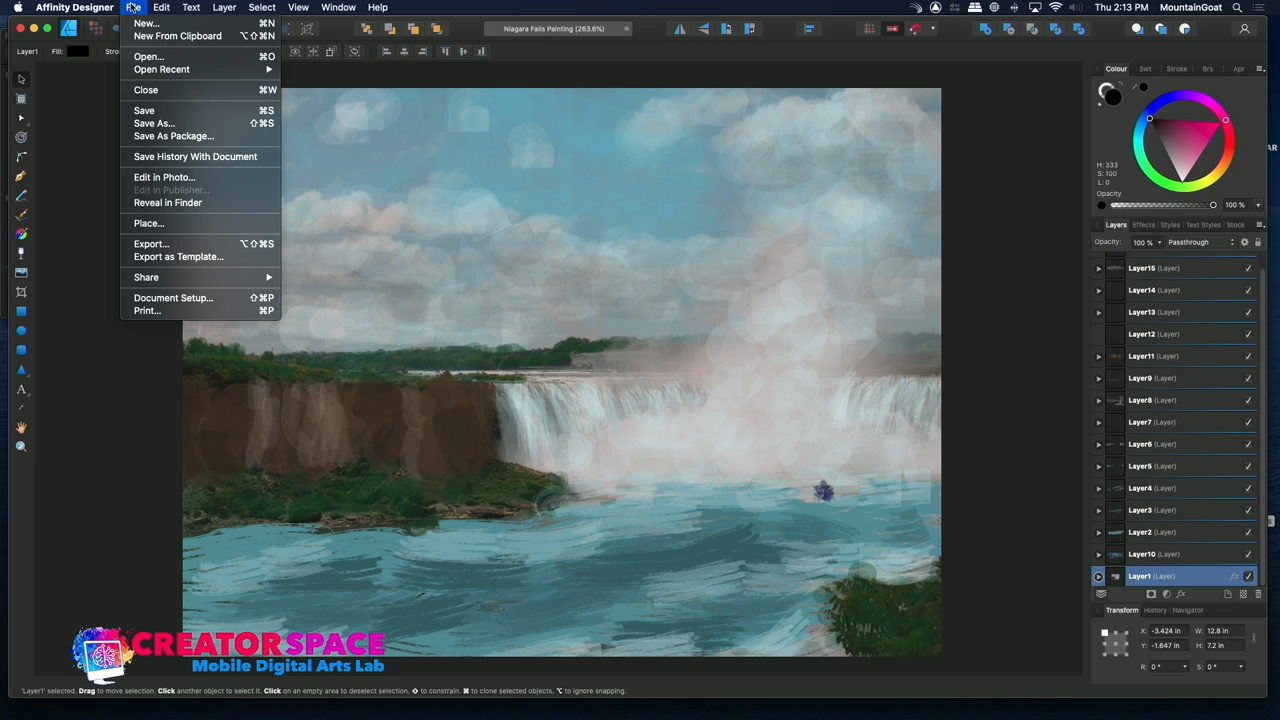 Affinity Designer File Edit Text Layer Select View Window Help
Thu 2:13 PM MountainGoat
Niagara Falls Painting (263.6%)
Layer1 Fill: Stro
New... ⌘N
New From Clipboard ⌥⇧⌘N
Open... ⌘O
Open Recent
Close ⌘W
Save ⌘S
Save As... ⇧⌘S
Save As Package...
Save History With Document
Edit in Photo...
Edit in Publisher...
Reveal in Finder
Place...
Export... ⌥⇧⌘S
Export as Template...
Share
Document Setup... ⇧⌘P
Print... ⌘P
Colour Swt Stroke Brs Apr
H: 333
S: 100
L: 0
Opacity
100 %
Layers Effects Styles Text Styles Stock
Opacity: 100 % Passthrough
Layer15 (Layer)
Layer14 (Layer)
Layer13 (Layer)
Layer12 (Layer)
Layer11 (Layer)
Layer9 (Layer)
Layer8 (Layer)
Layer7 (Layer)
Layer6 (Layer)
Layer5 (Layer)
Layer4 (Layer)
Layer3 (Layer)
Layer2 (Layer)
Layer10 (Layer)
Layer1 (Layer) fx
fx
Transform History Navigator
X: -3.424 in W: 12.8 in
Y: -1.647 in H: 7.2 in
R: 0 ° S: 0 °
AR
CREATORSPACE
Mobile Digital Arts Lab
'Layer1' selected. Drag to move selection. Click another object to select it. Click on an empty area to deselect selection. ⇧ to constrain. ⌘ to clone selected objects. ⌥ to ignore snapping.